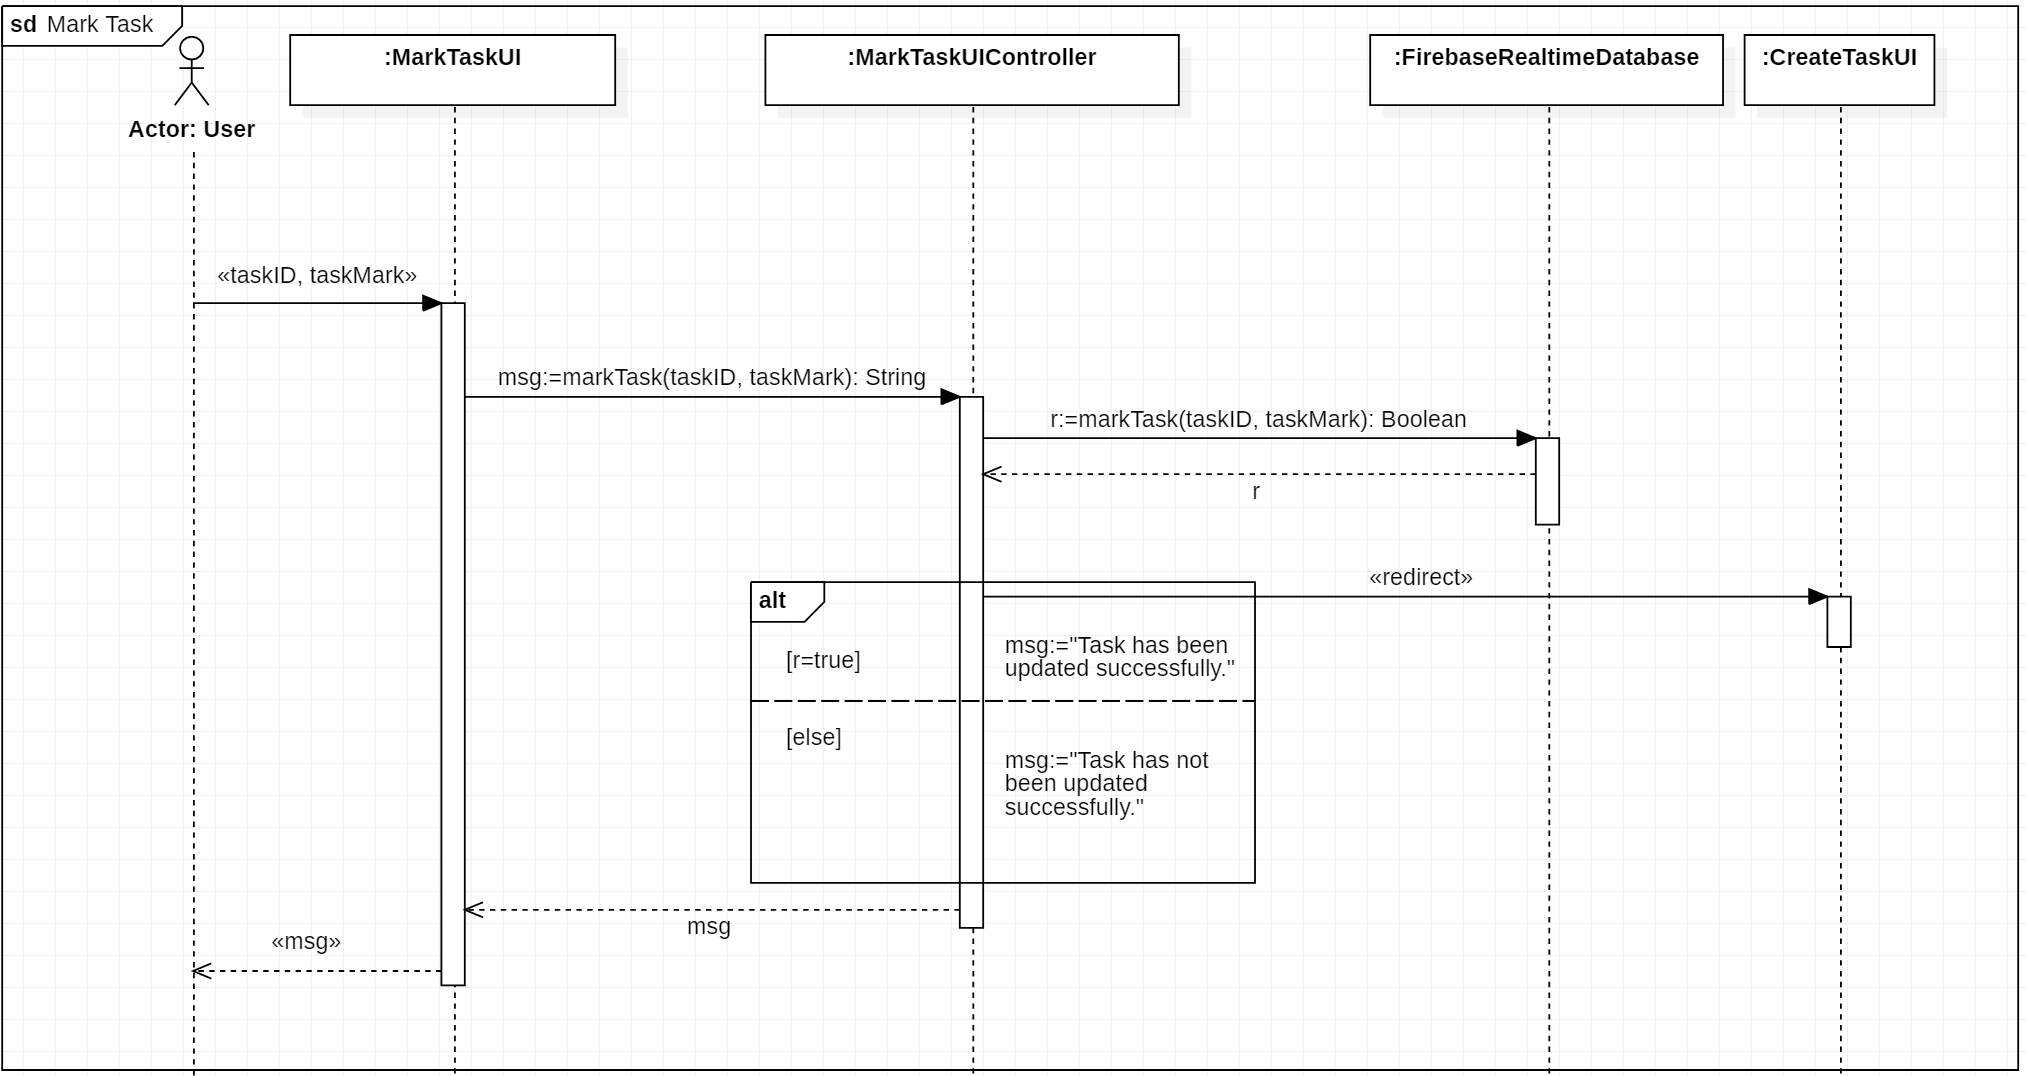 sd Mark Task
:MarkTaskUI
:MarkTaskUIController
:FirebaseRealtimeDatabase
:CreateTaskUI
Actor: User
«taskID, taskMark»
msg:=markTask(taskID, taskMark): String
r:=markTask(taskID, taskMark): Boolean
r
«redirect»
alt
[r=true]
msg:="Task has been
updated successfully."
[else]
msg:="Task has not
been updated
successfully."
msg
«msg»